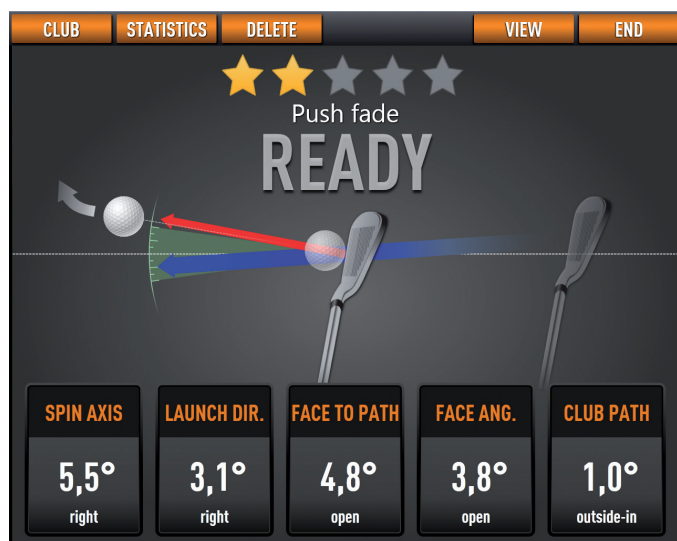 CLUB STATISTICS DELETE VIEW END
Push fade
READY
SPIN AXIS LAUNCH DIR. FACE TO PATH FACE ANG. CLUB PATH
5,5° 3,1° 4,8° 3,8° 1,0°
right right open open outside-in